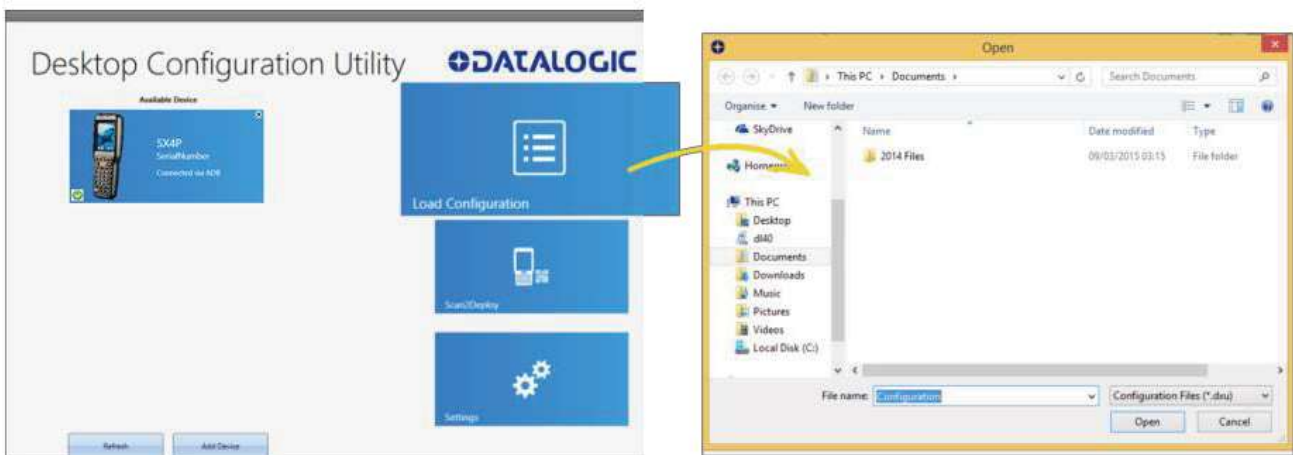 Desktop Configuration Utility
DATALOGIC
Available Device
SX4P
SerialNumber
Connected via ADB
Load Configuration
Scan2Deploy
Settings
Refresh
Add Device
Open
This PC
Documents
Search Documents
Organise
New folder
SkyDrive
This PC
Desktop
dl40
Documents
Downloads
Music
Pictures
Videos
Local Disk (C:)
Name
Date modified
Type
2014 Files
09/03/2015 03:15
File folder
File name:
Configuration
Configuration Files (*.dxu)
Open
Cancel